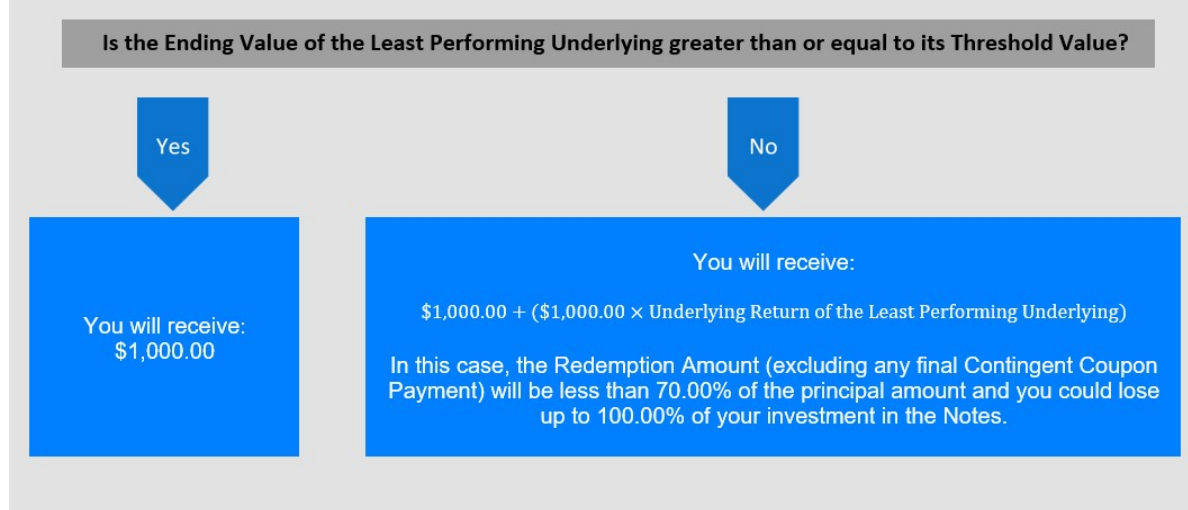 Is the Ending Value of the Least Performing Underlying greater than or equal to its Threshold Value?
Yes
No
You will receive:
$1,000.00
You will receive:
$1,000.00 + ($1,000.00 × Underlying Return of the Least Performing Underlying)
In this case, the Redemption Amount (excluding any final Contingent Coupon
Payment) will be less than 70.00% of the principal amount and you could lose
up to 100.00% of your investment in the Notes.